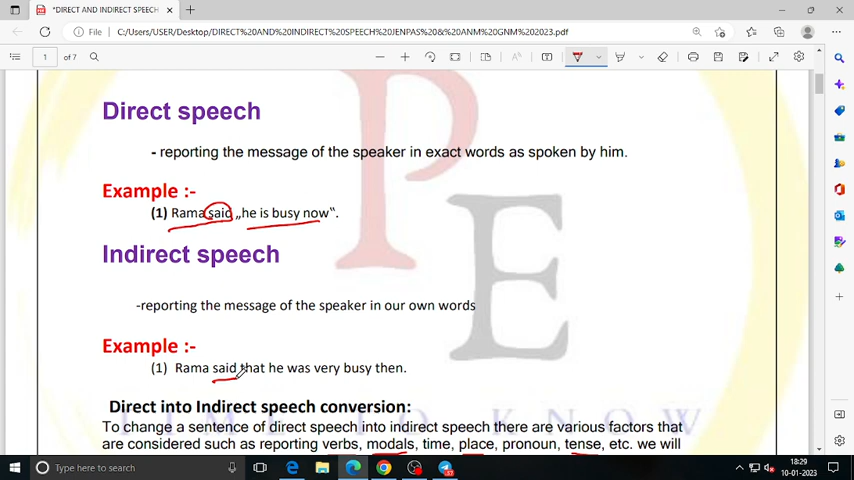 *DIRECT AND INDIRECT SPEECH
File
C:/Users/USER/Desktop/DIRECT%20AND%20INDIRECT%20SPEECH%20JENPAS%20&%20ANM%20GNM%202023.pdf
1 of 7
Direct speech
- reporting the message of the speaker in exact words as spoken by him.
Example :-
(1) Rama said „he is busy now‟.
Indirect speech
-reporting the message of the speaker in our own words
Example :-
(1) Rama said that he was very busy then.
Direct into Indirect speech conversion:
To change a sentence of direct speech into indirect speech there are various factors that
are considered such as reporting verbs, modals, time, place, pronoun, tense, etc. we will
P
E
TIME TO KNOW
Type here to search
18:29
10-01-2023